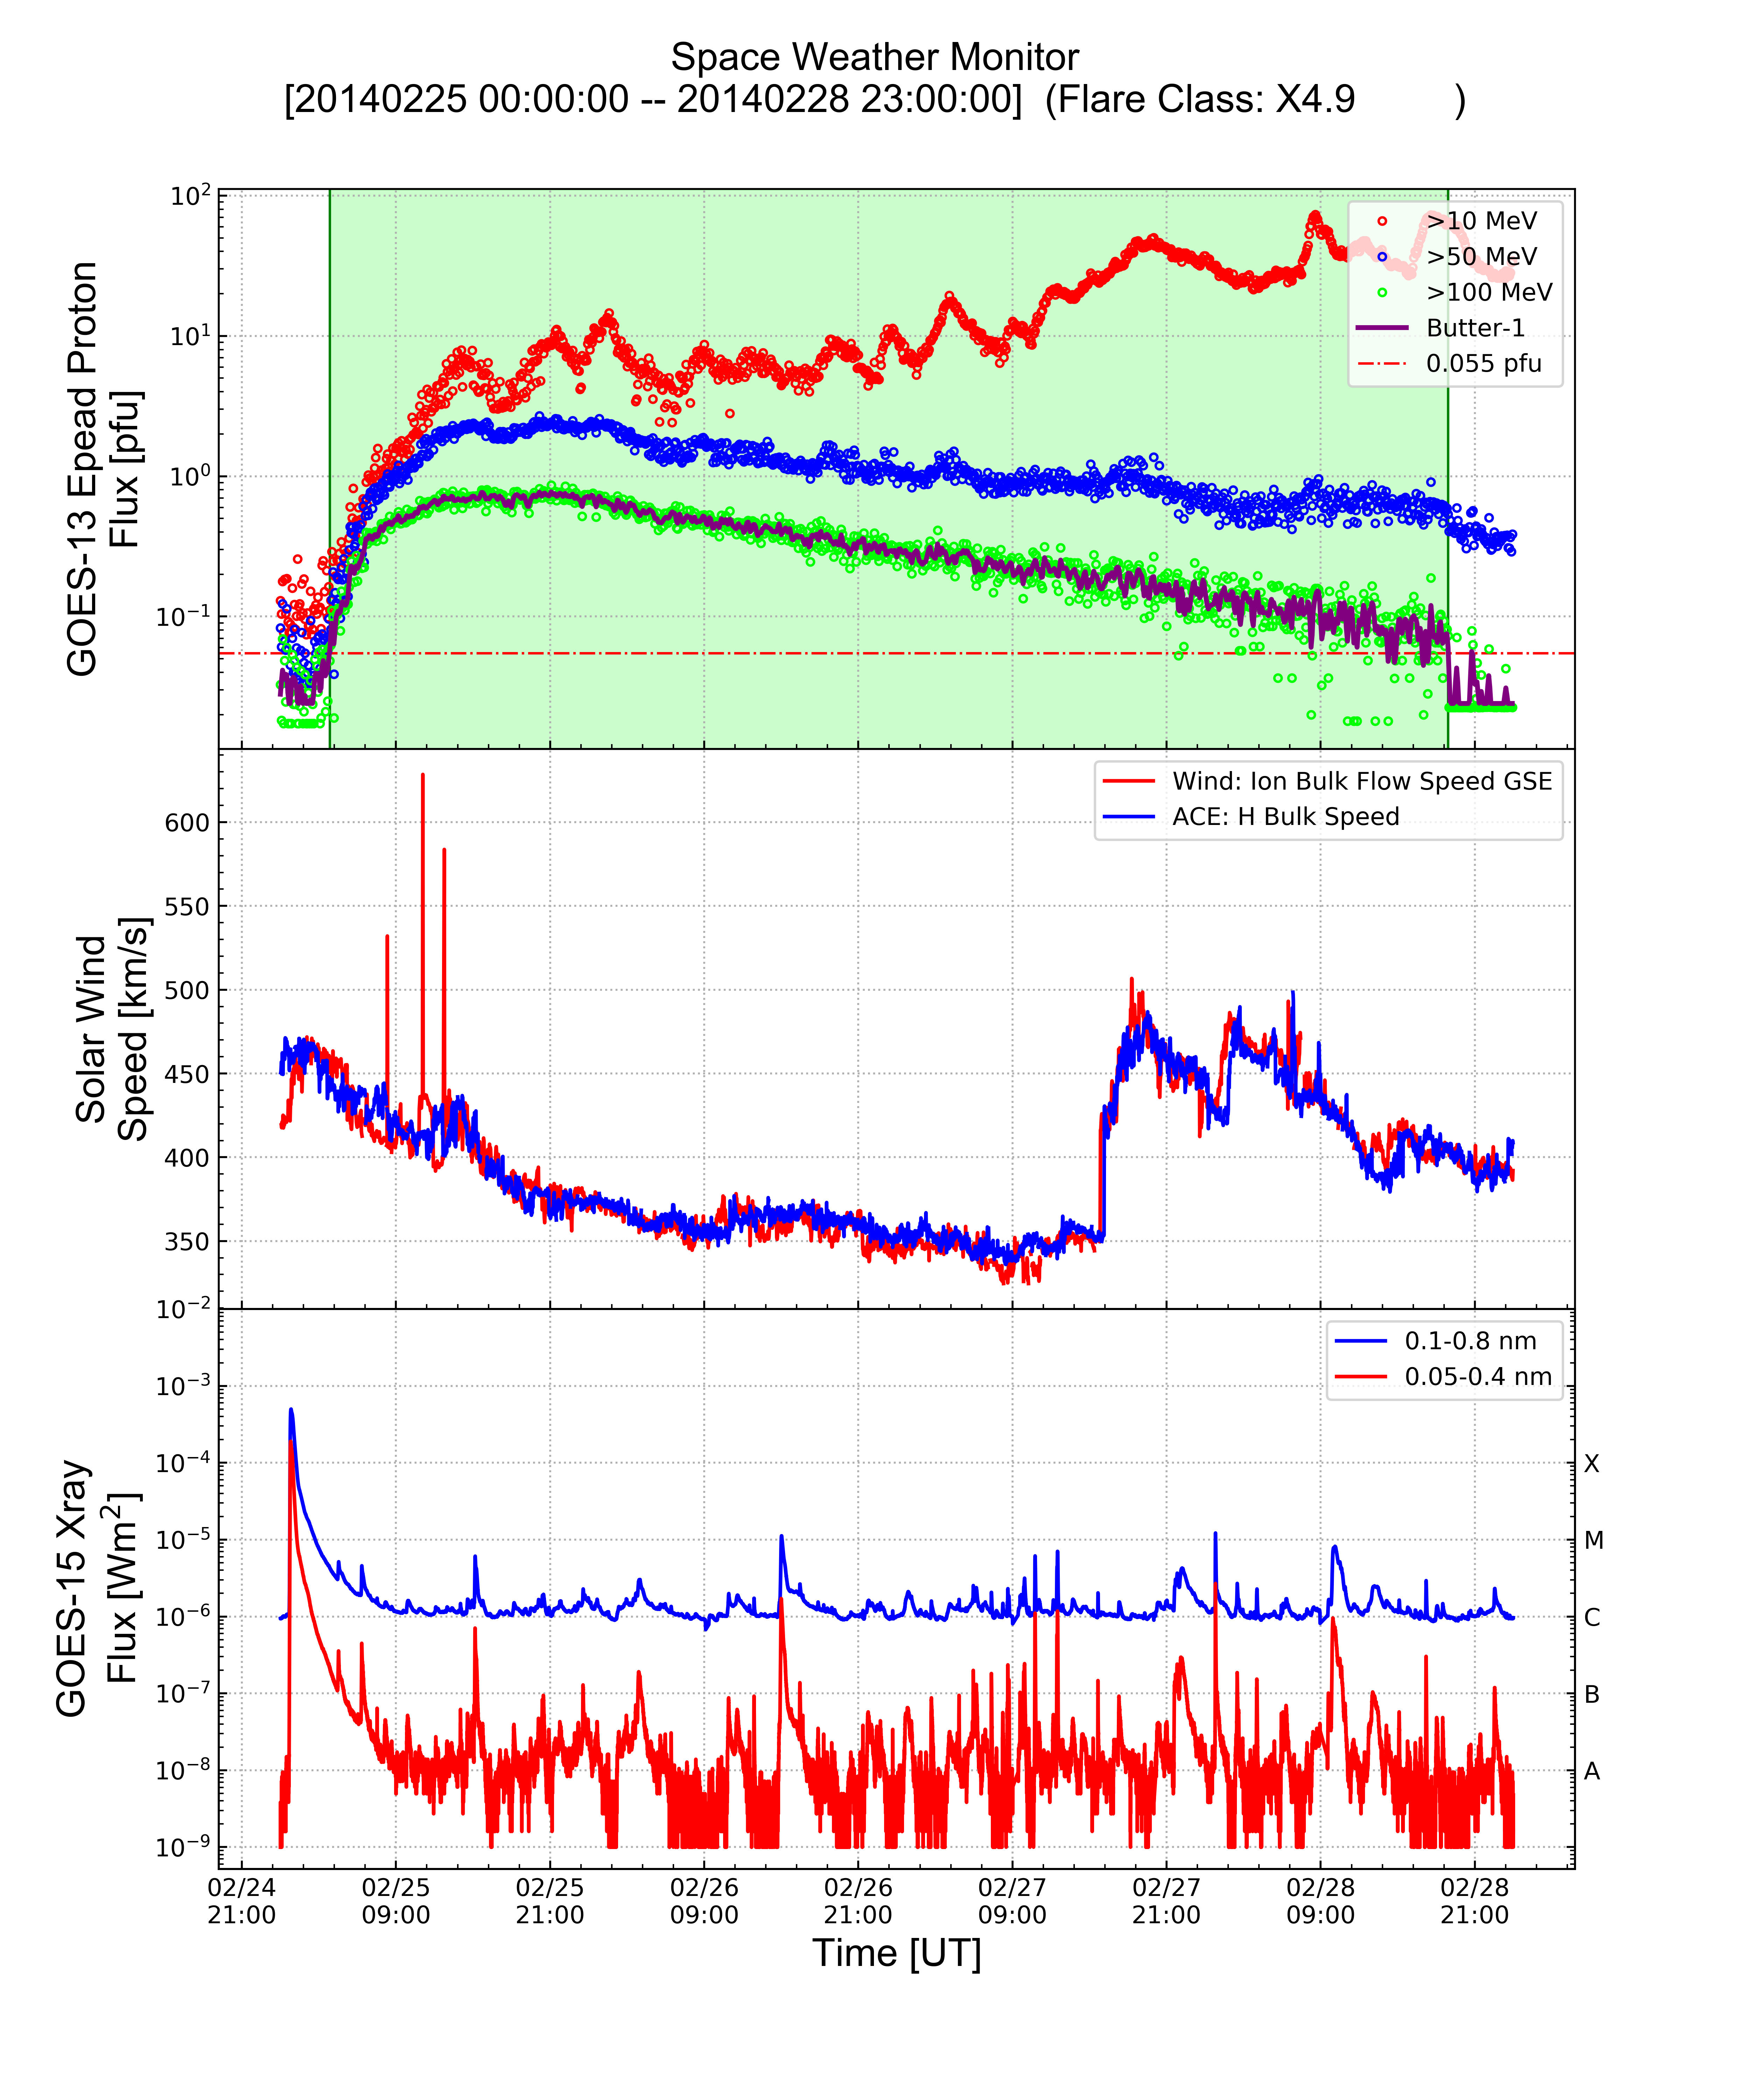 Space Weather Monitor
[20140225 00:00:00 -- 20140228 23:00:00]  (Flare Class: X4.9          )
GOES-13 Epead Proton
Flux [pfu]
10²
10¹
10⁰
10⁻¹
>10 MeV
>50 MeV
>100 MeV
Butter-1
0.055 pfu
Solar Wind
Speed [km/s]
600
550
500
450
400
350
Wind: Ion Bulk Flow Speed GSE
ACE: H Bulk Speed
GOES-15 Xray
Flux [Wm²]
10⁻²
10⁻³
10⁻⁴
10⁻⁵
10⁻⁶
10⁻⁷
10⁻⁸
10⁻⁹
0.1-0.8 nm
0.05-0.4 nm
X
M
C
B
A
02/24 02/25 02/25 02/26 02/26 02/27 02/27 02/28 02/28
21:00 09:00 21:00 09:00 21:00 09:00 21:00 09:00 21:00
Time [UT]